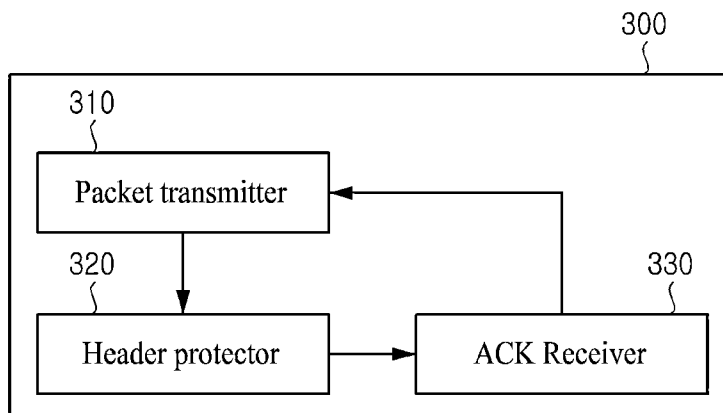 300
310
Packet transmitter
320
Header protector
330
ACK Receiver